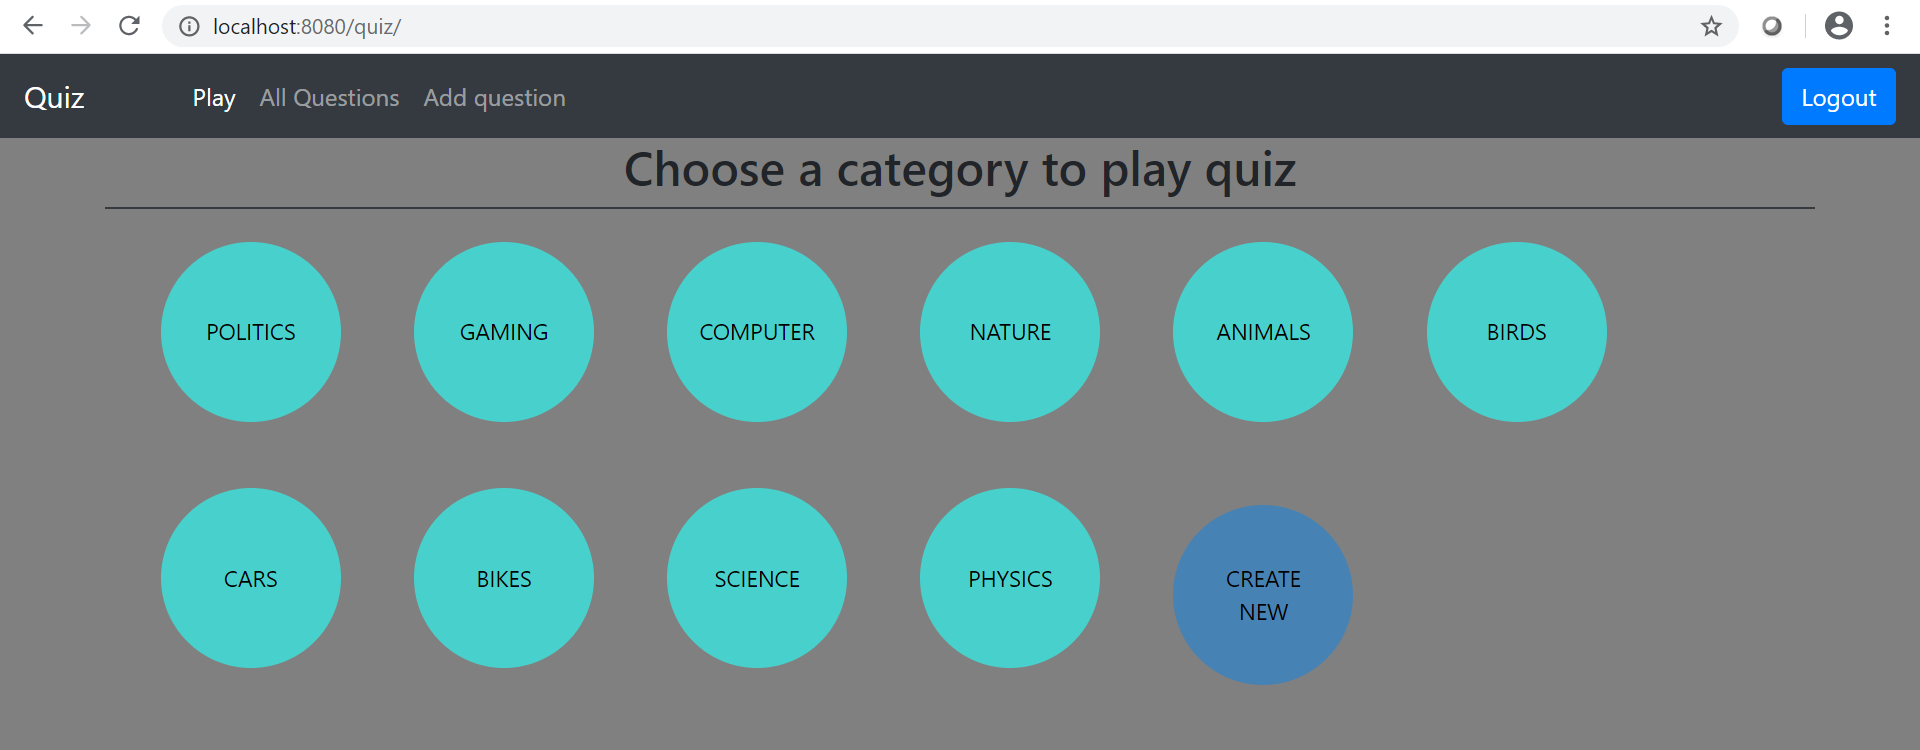 localhost:8080/quiz/
Quiz Play All Questions Add question Logout
Choose a category to play quiz
POLITICS GAMING COMPUTER NATURE ANIMALS BIRDS
CARS BIKES SCIENCE PHYSICS CREATE
NEW